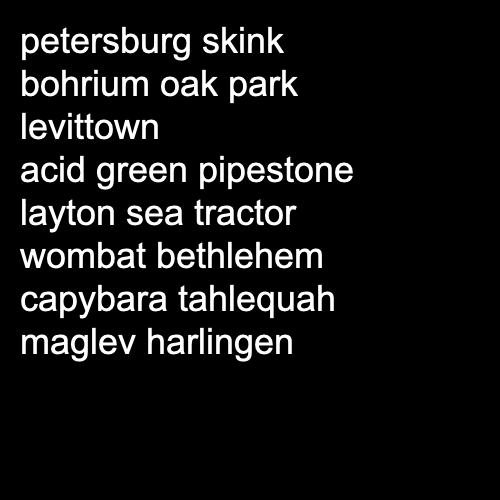 petersburg skink
bohrium oak park
levittown
acid green pipestone
layton sea tractor
wombat bethlehem
capybara tahlequah
maglev harlingen